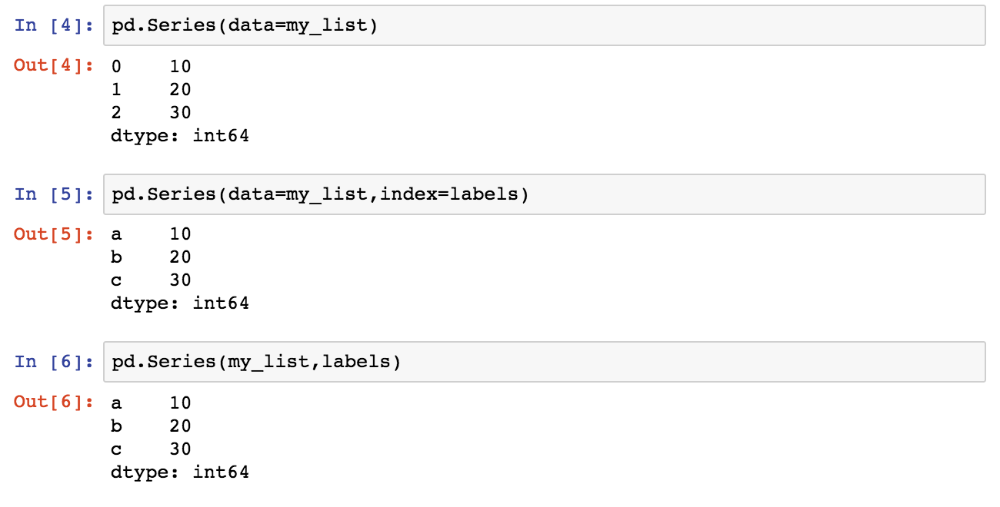 In [4]: pd.Series(data=my_list)
Out[4]: 0    10
1    20
2    30
dtype: int64
In [5]: pd.Series(data=my_list,index=labels)
Out[5]: a    10
b    20
c    30
dtype: int64
In [6]: pd.Series(my_list,labels)
Out[6]: a    10
b    20
c    30
dtype: int64